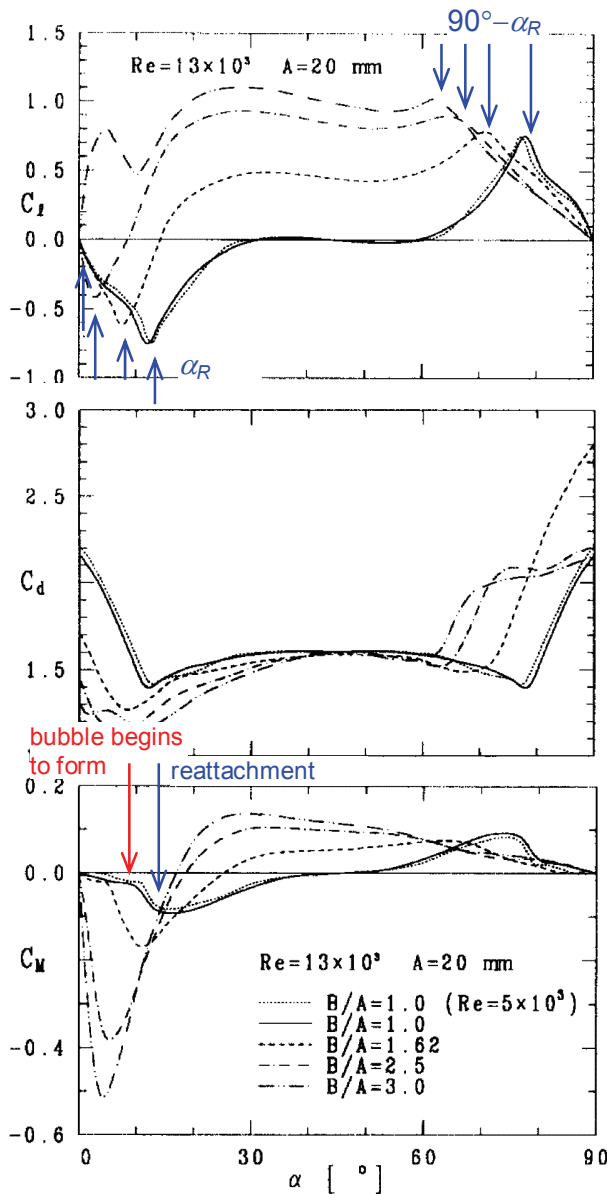 1.5
Re=13×10³ A=20 mm
90°−αR
1.0
0.5
Cℓ
0.0
-0.5
αR
-1.0
3.0
2.5
Cd
1.5
bubble begins
to form
reattachment
0.2
0.0
CM
Re=13×10³ A=20 mm
-0.2
B/A=1.0 (Re=5×10³)
B/A=1.0
B/A=1.62
-0.4
B/A=2.5
B/A=3.0
-0.6
0 30 60 90
α [ °]